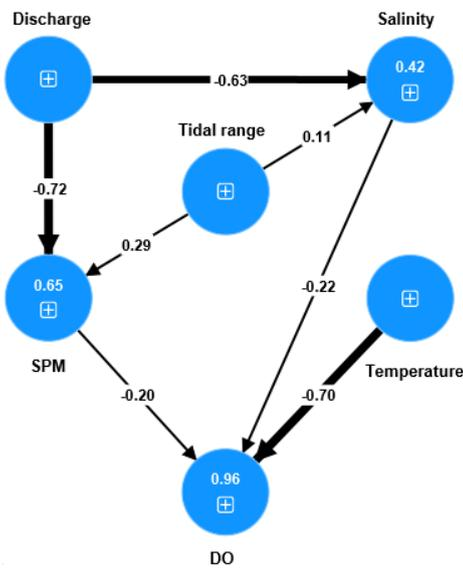 Discharge
Salinity
0.42
-0.63
Tidal range
0.11
-0.72
0.29
0.65
-0.22
SPM
Temperature
-0.20
-0.70
0.96
DO